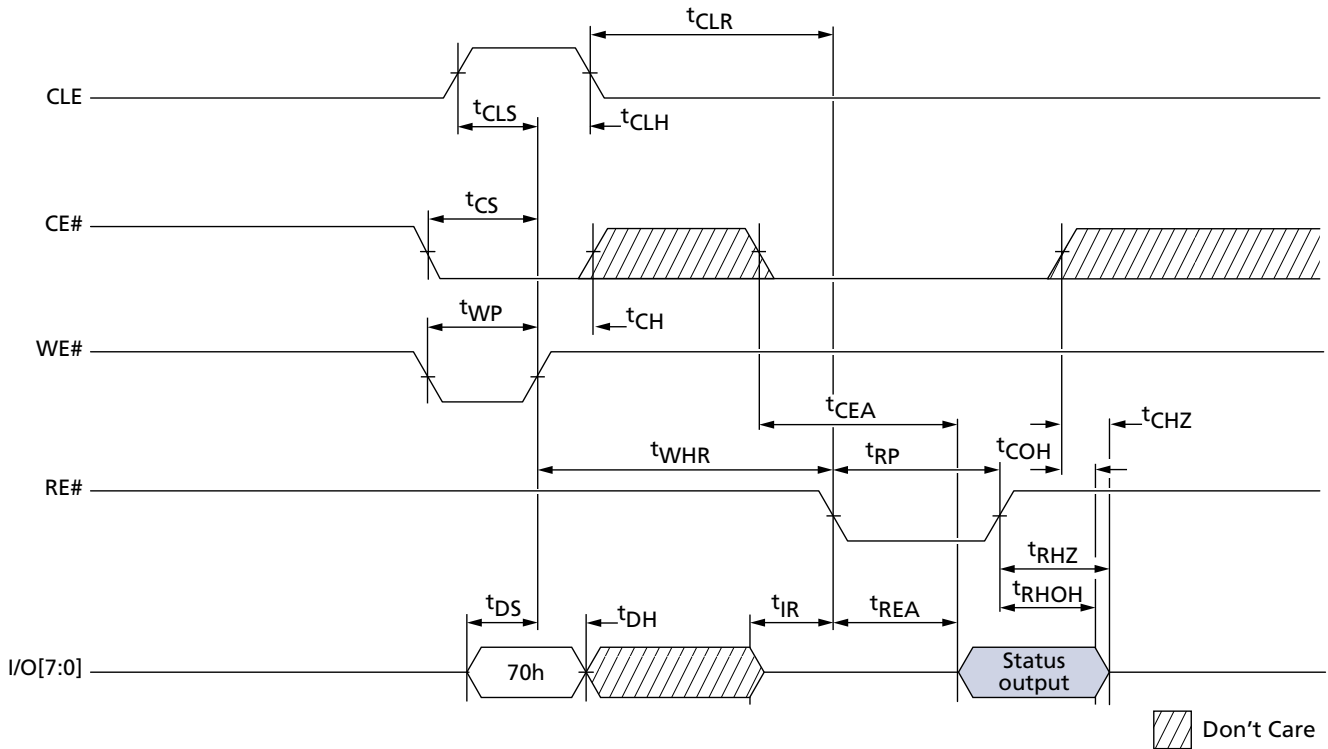 tCLR
CLE
tCLS
tCLH
tCS
CE#
tWP
tCH
WE#
tCEA
tCHZ
tWHR
tRP
tCOH
RE#
tRHZ
tRHOH
tDS
tDH
tIR
tREA
I/O[7:0]
70h
Status
output
Don't Care